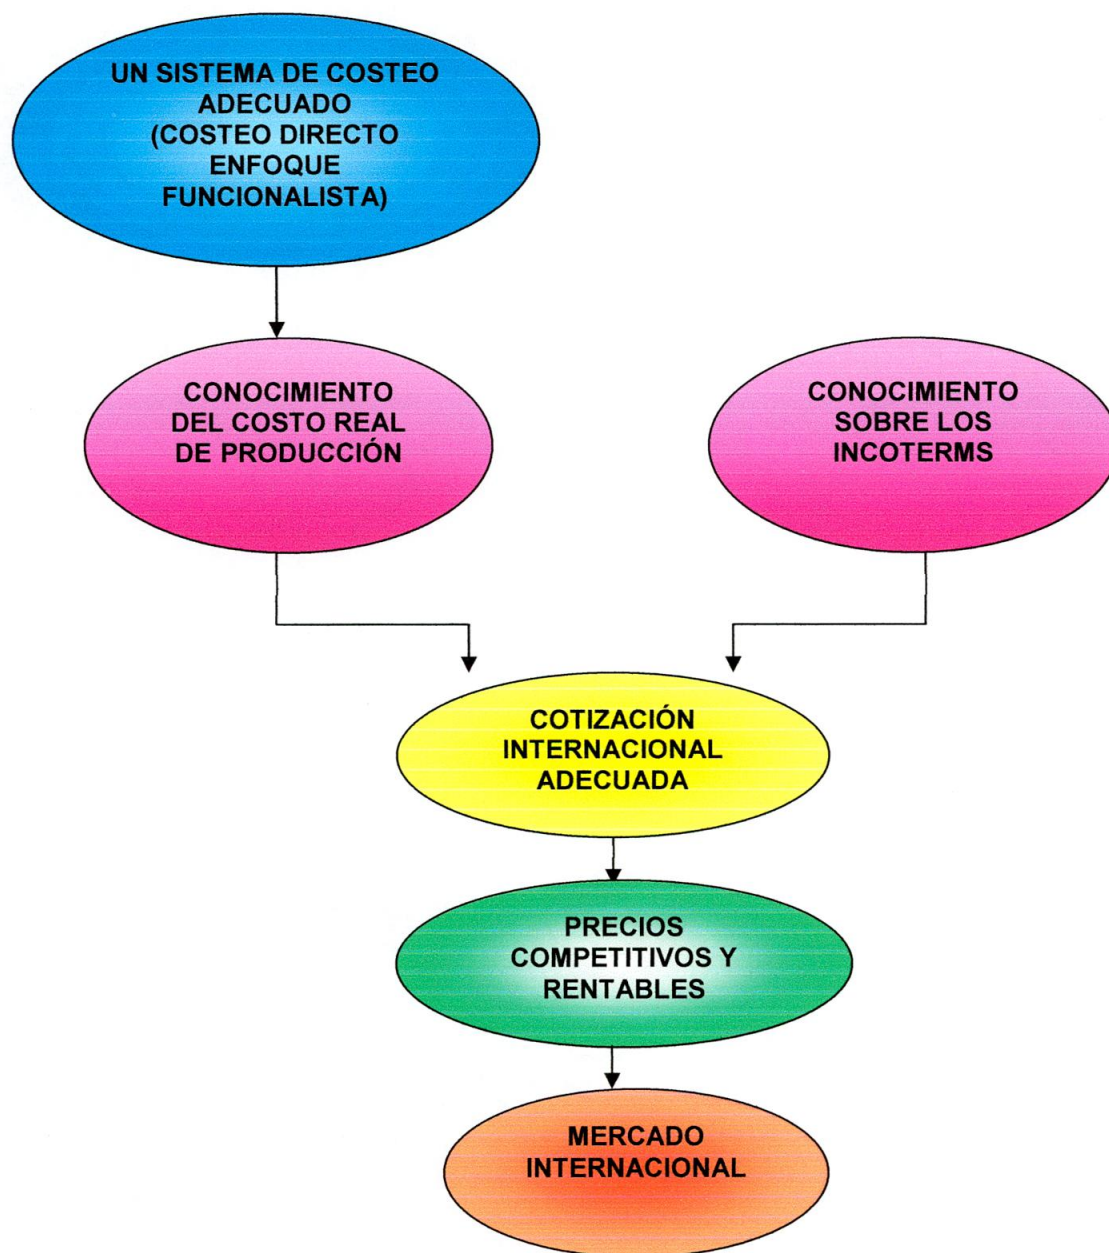 UN SISTEMA DE COSTEO
ADECUADO
(COSTEO DIRECTO
ENFOQUE
FUNCIONALISTA)
CONOCIMIENTO
DEL COSTO REAL
DE PRODUCCIÓN
CONOCIMIENTO
SOBRE LOS
INCOTERMS
COTIZACIÓN
INTERNACIONAL
ADECUADA
PRECIOS
COMPETITIVOS Y
RENTABLES
MERCADO
INTERNACIONAL